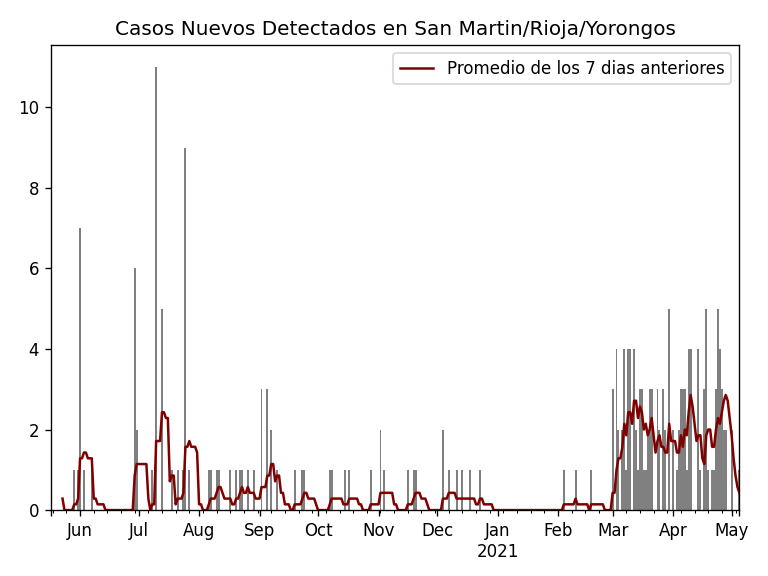 Casos Nuevos Detectados en San Martin/Rioja/Yorongos
Promedio de los 7 dias anteriores
10
8
6
4
2
0
Jun Jul Aug Sep Oct Nov Dec Jan Feb Mar Apr May
2021